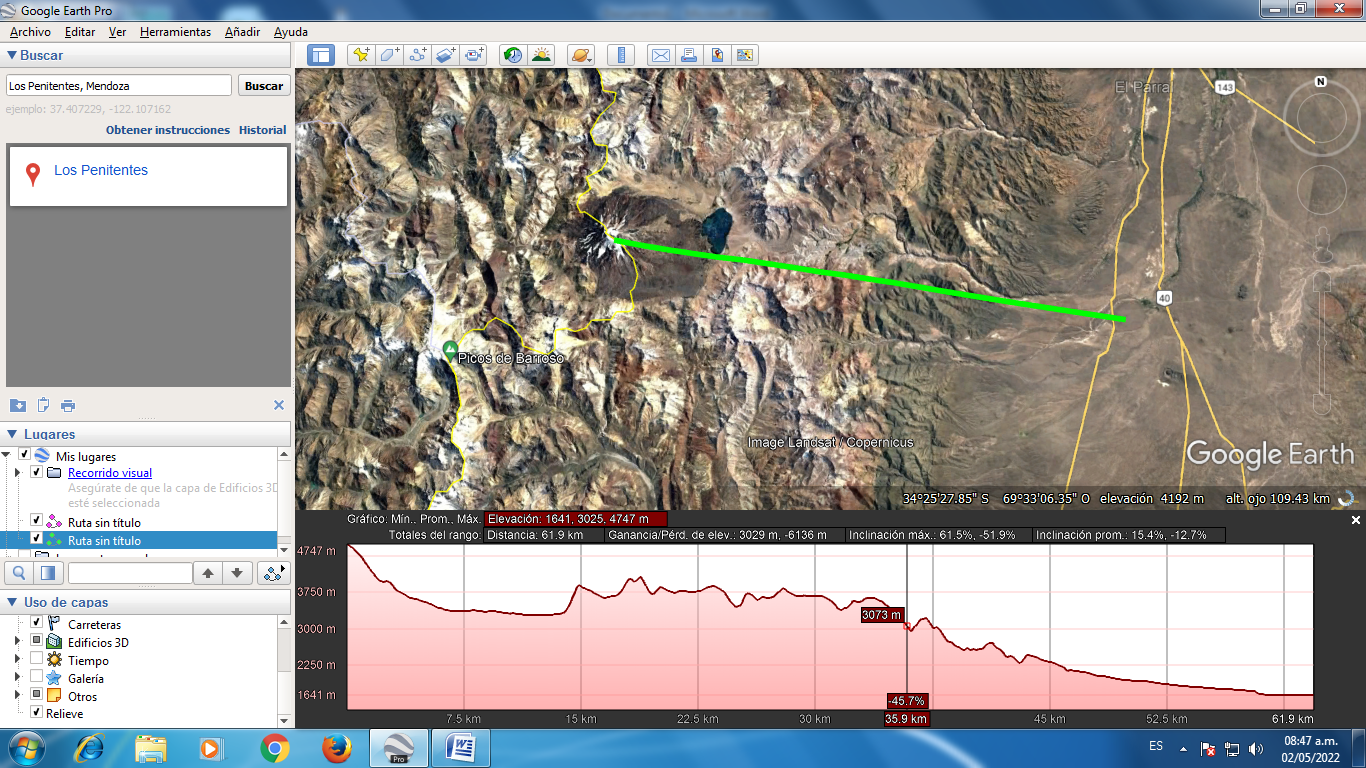 Google Earth Pro
Archivo Editar Ver Herramientas Añadir Ayuda
Buscar
Los Penitentes, Mendoza Buscar
ejemplo: 37.407229, -122.107162
Obtener instrucciones Historial
Los Penitentes
Lugares
Mis lugares
Recorrido visual
Asegúrate de que la capa de Edificios 3D
esté seleccionada
Ruta sin título
Ruta sin título
Uso de capas
Carreteras
Edificios 3D
Tiempo
Galería
Otros
Relieve
El Parral
143
N
40
Picos de Barroso
Image Landsat / Copernicus
Google Earth
34°25'27.85" S 69°33'06.35" O elevación 4192 m alt. ojo 109.43 km
Gráfico: Mín., Prom., Máx. Elevación: 1641, 3025, 4747 m
Totales del rango: Distancia: 61.9 km Ganancia/Pérd. de elev.: 3029 m, -6136 m Inclinación máx.: 61.5%, -51.9% Inclinación prom.: 15.4%, -12.7%
4747 m
3750 m
3000 m
2250 m
1641 m
3073 m
-45.7%
7.5 km 15 km 22.5 km 30 km 35.9 km 45 km 52.5 km 61.9 km
Pro
ES 08:47 a.m.
02/05/2022